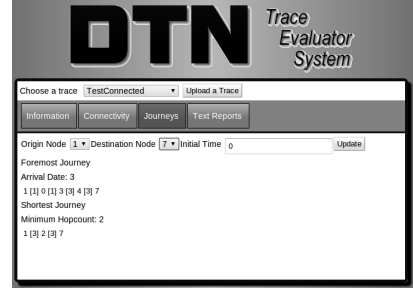 DTN Trace
Evaluator
System
Choose a trace TestConnected Upload a Trace
Information Connectivity Journeys Text Reports
Origin Node 1 Destination Node 7 Initial Time 0 Update
Foremost Journey
Arrival Date: 3
1 [1] 0 [1] 3 [3] 4 [3] 7
Shortest Journey
Minimum Hopcount: 2
1 [3] 2 [3] 7